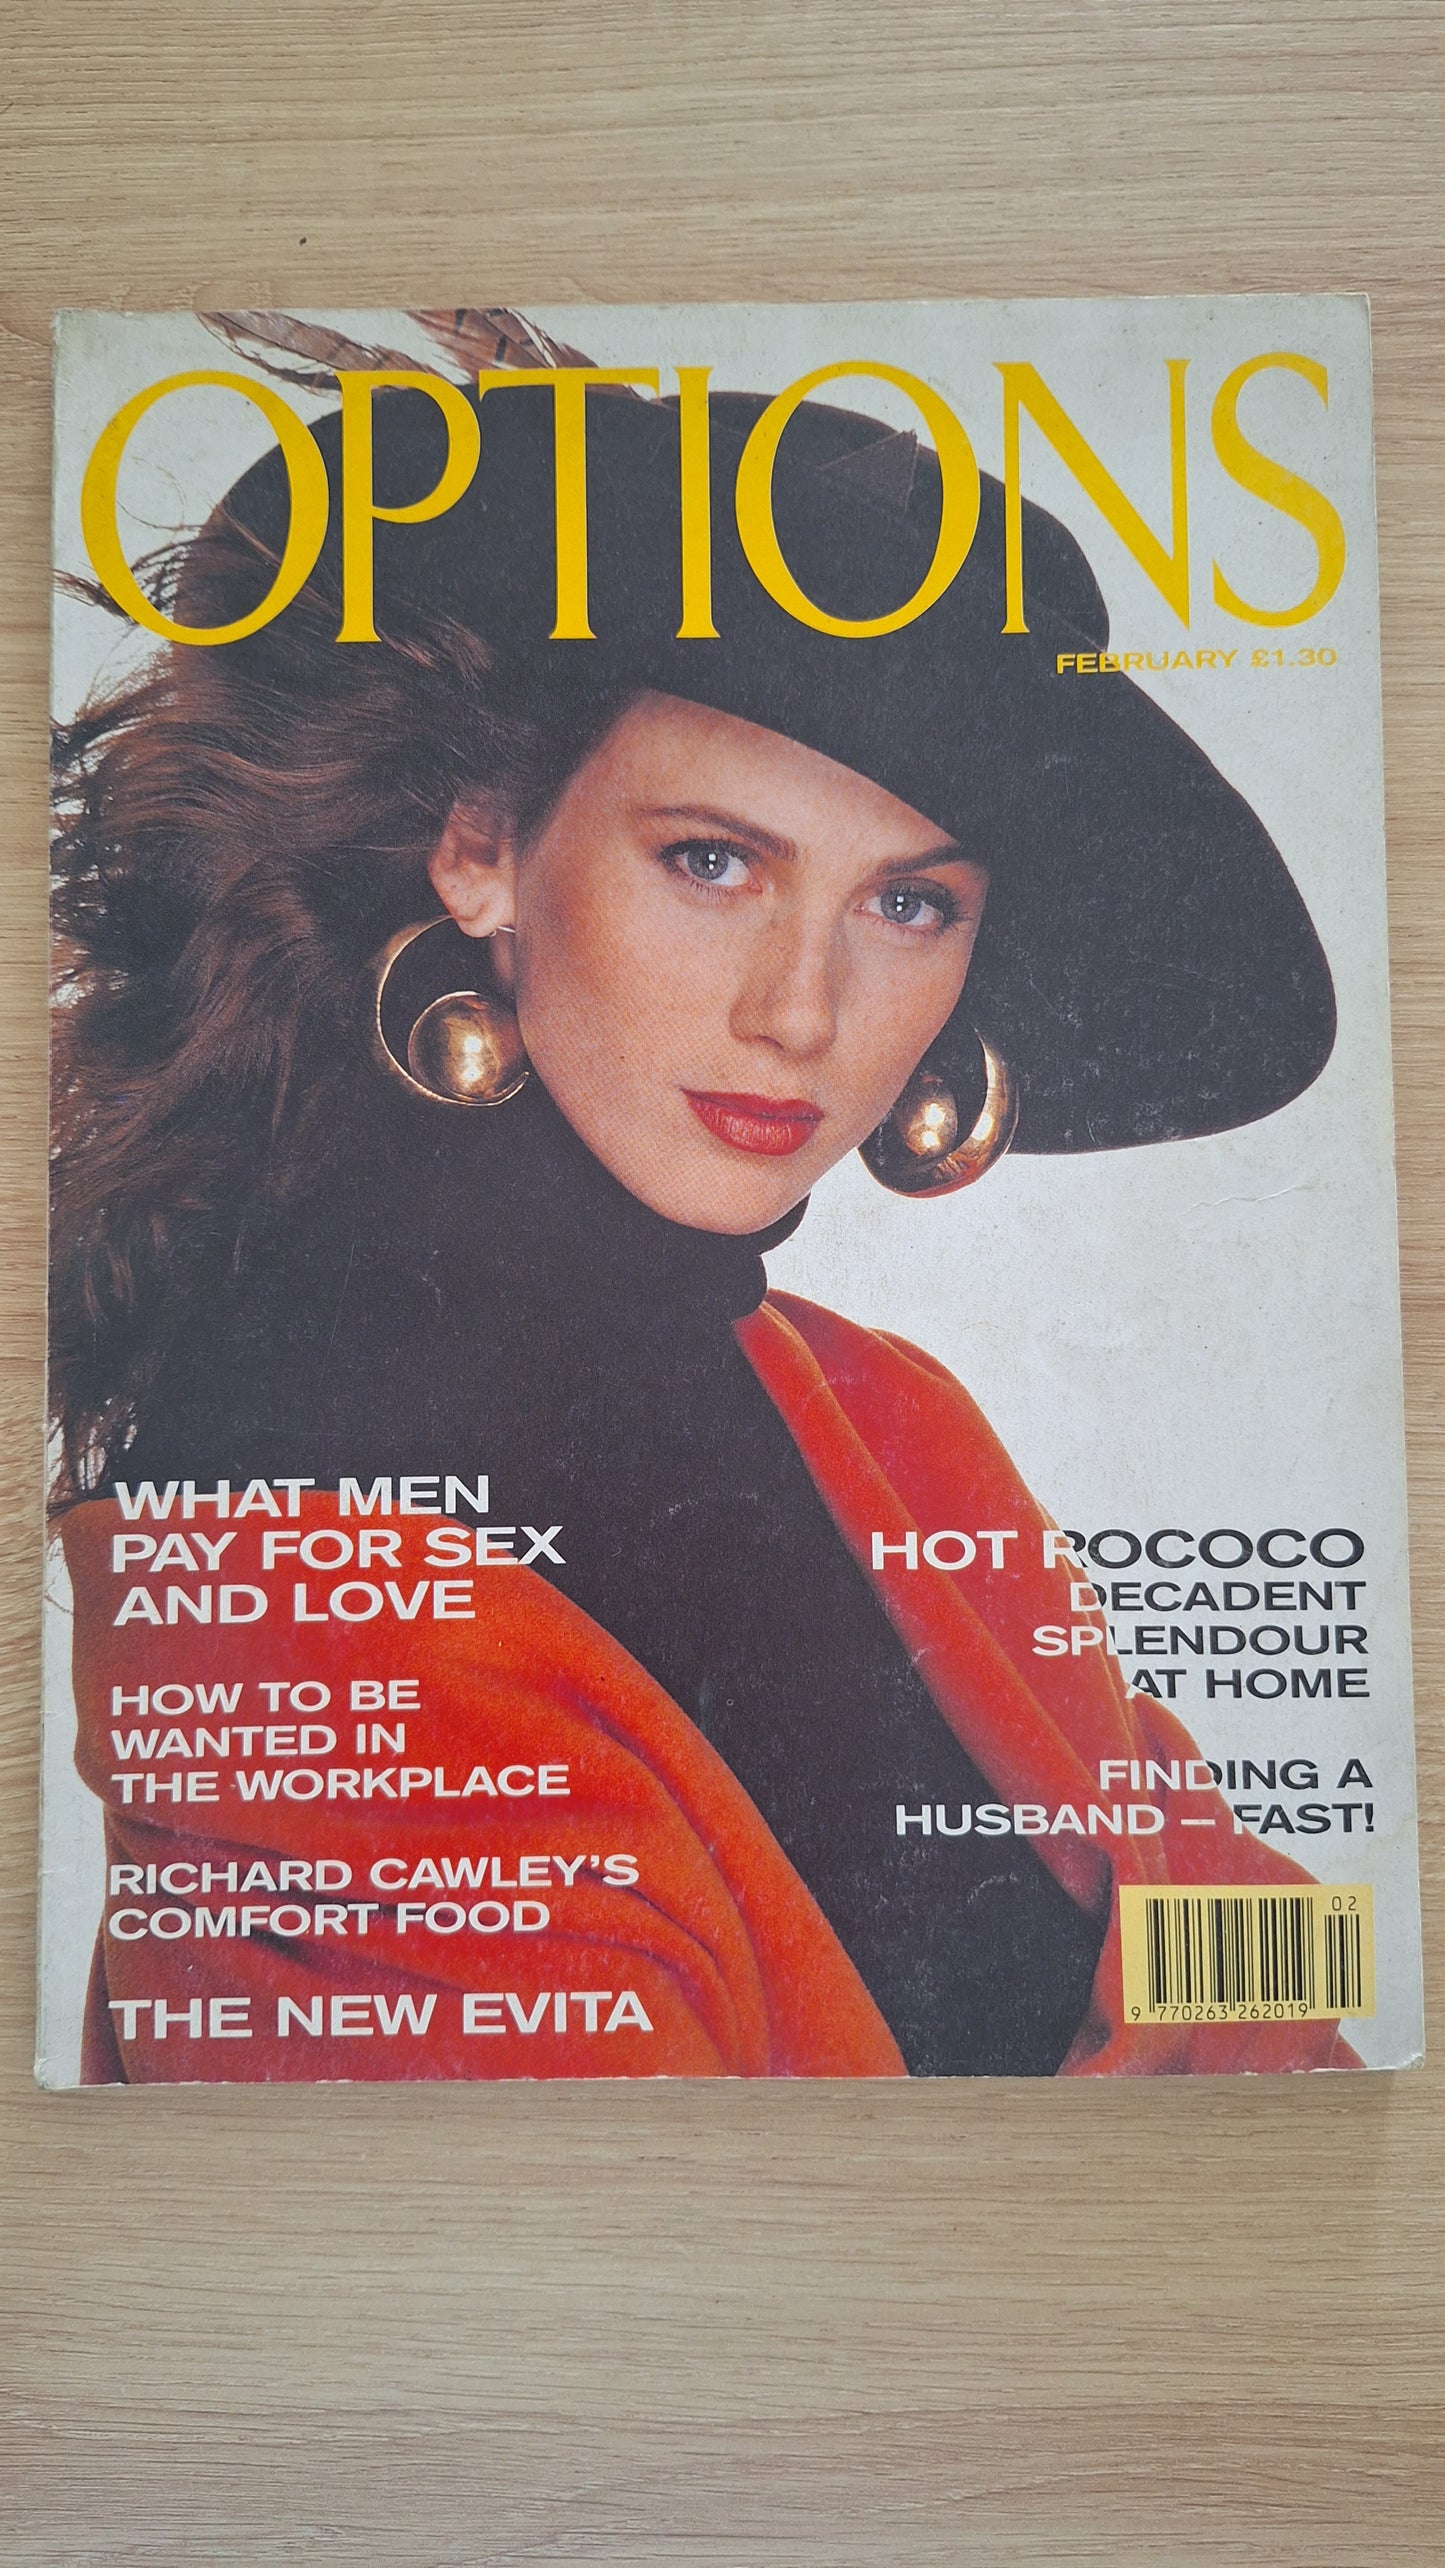 OPTIONS
FEBRUARY £1.30
WHAT MEN
PAY FOR SEX
AND LOVE
HOW TO BE
WANTED IN
THE WORKPLACE
RICHARD CAWLEY'S
COMFORT FOOD
THE NEW EVITA
HOT ROCOCO
DECADENT
SPLENDOUR
AT HOME
FINDING A
HUSBAND – FAST!
02
9 770263 262019